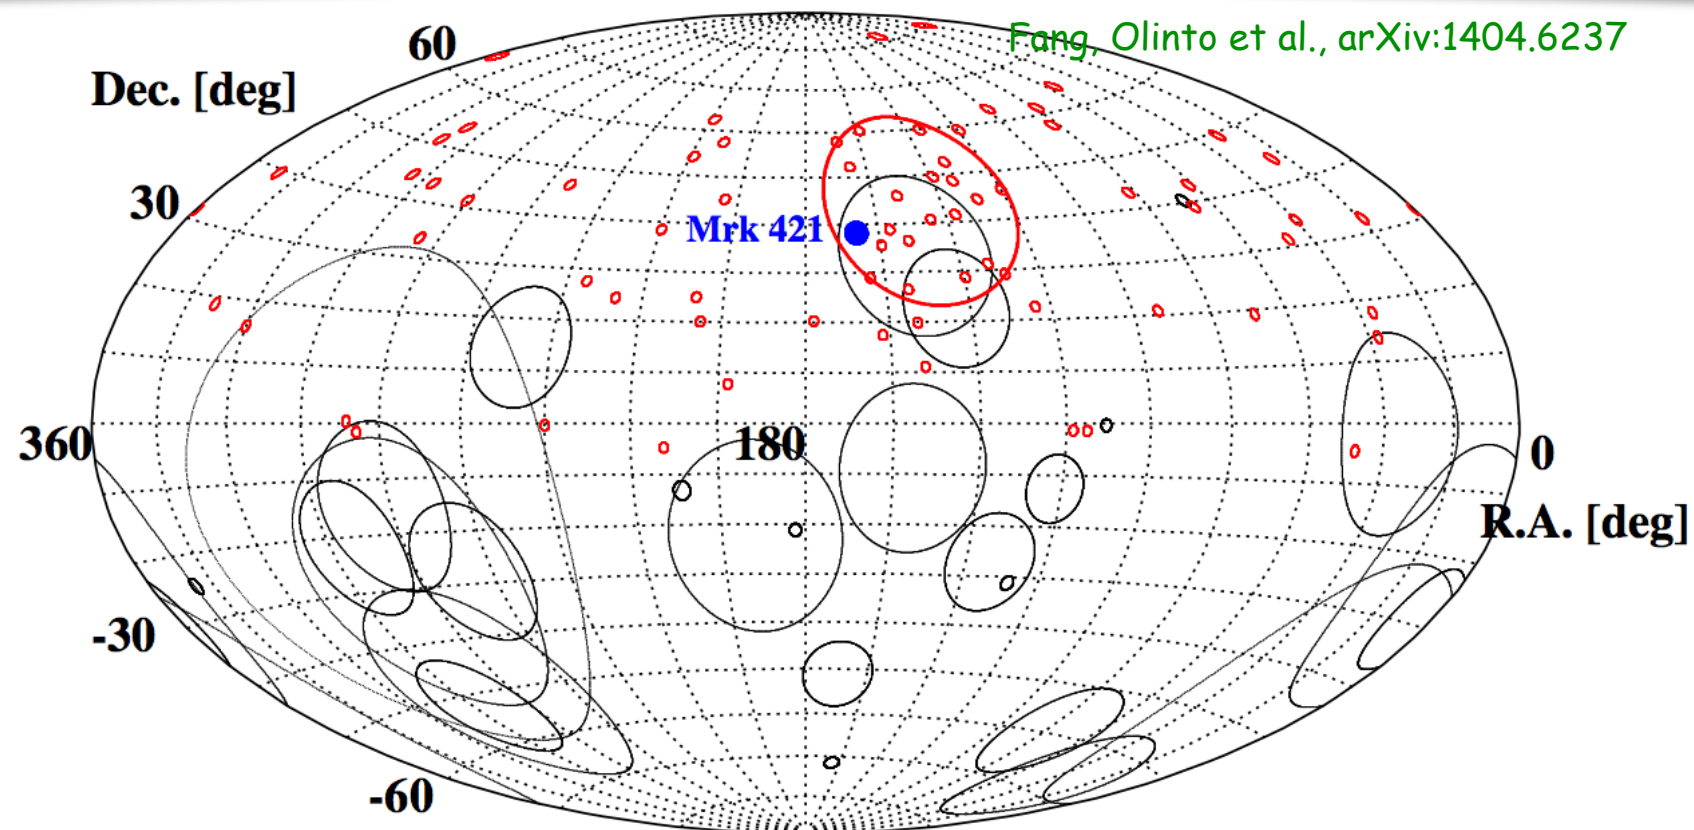 Fang, Olinto et al., arXiv:1404.6237
60
Dec. [deg]
30
Mrk 421
360
180
0
R.A. [deg]
-30
-60